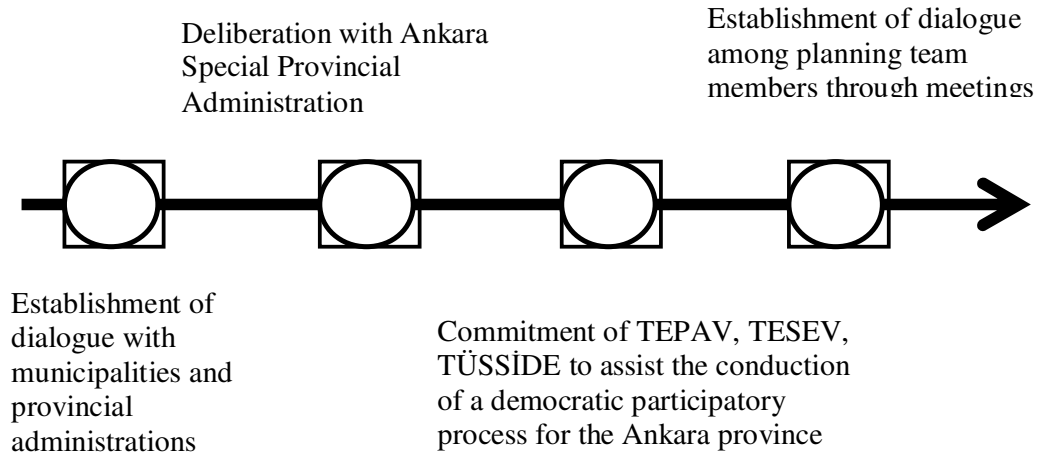 Deliberation with Ankara
Special Provincial
Administration
Establishment of dialogue
among planning team
members through meetings
Establishment of
dialogue with
municipalities and
provincial
administrations
Commitment of TEPAV, TESEV,
TÜSSİDE to assist the conduction
of a democratic participatory
process for the Ankara province